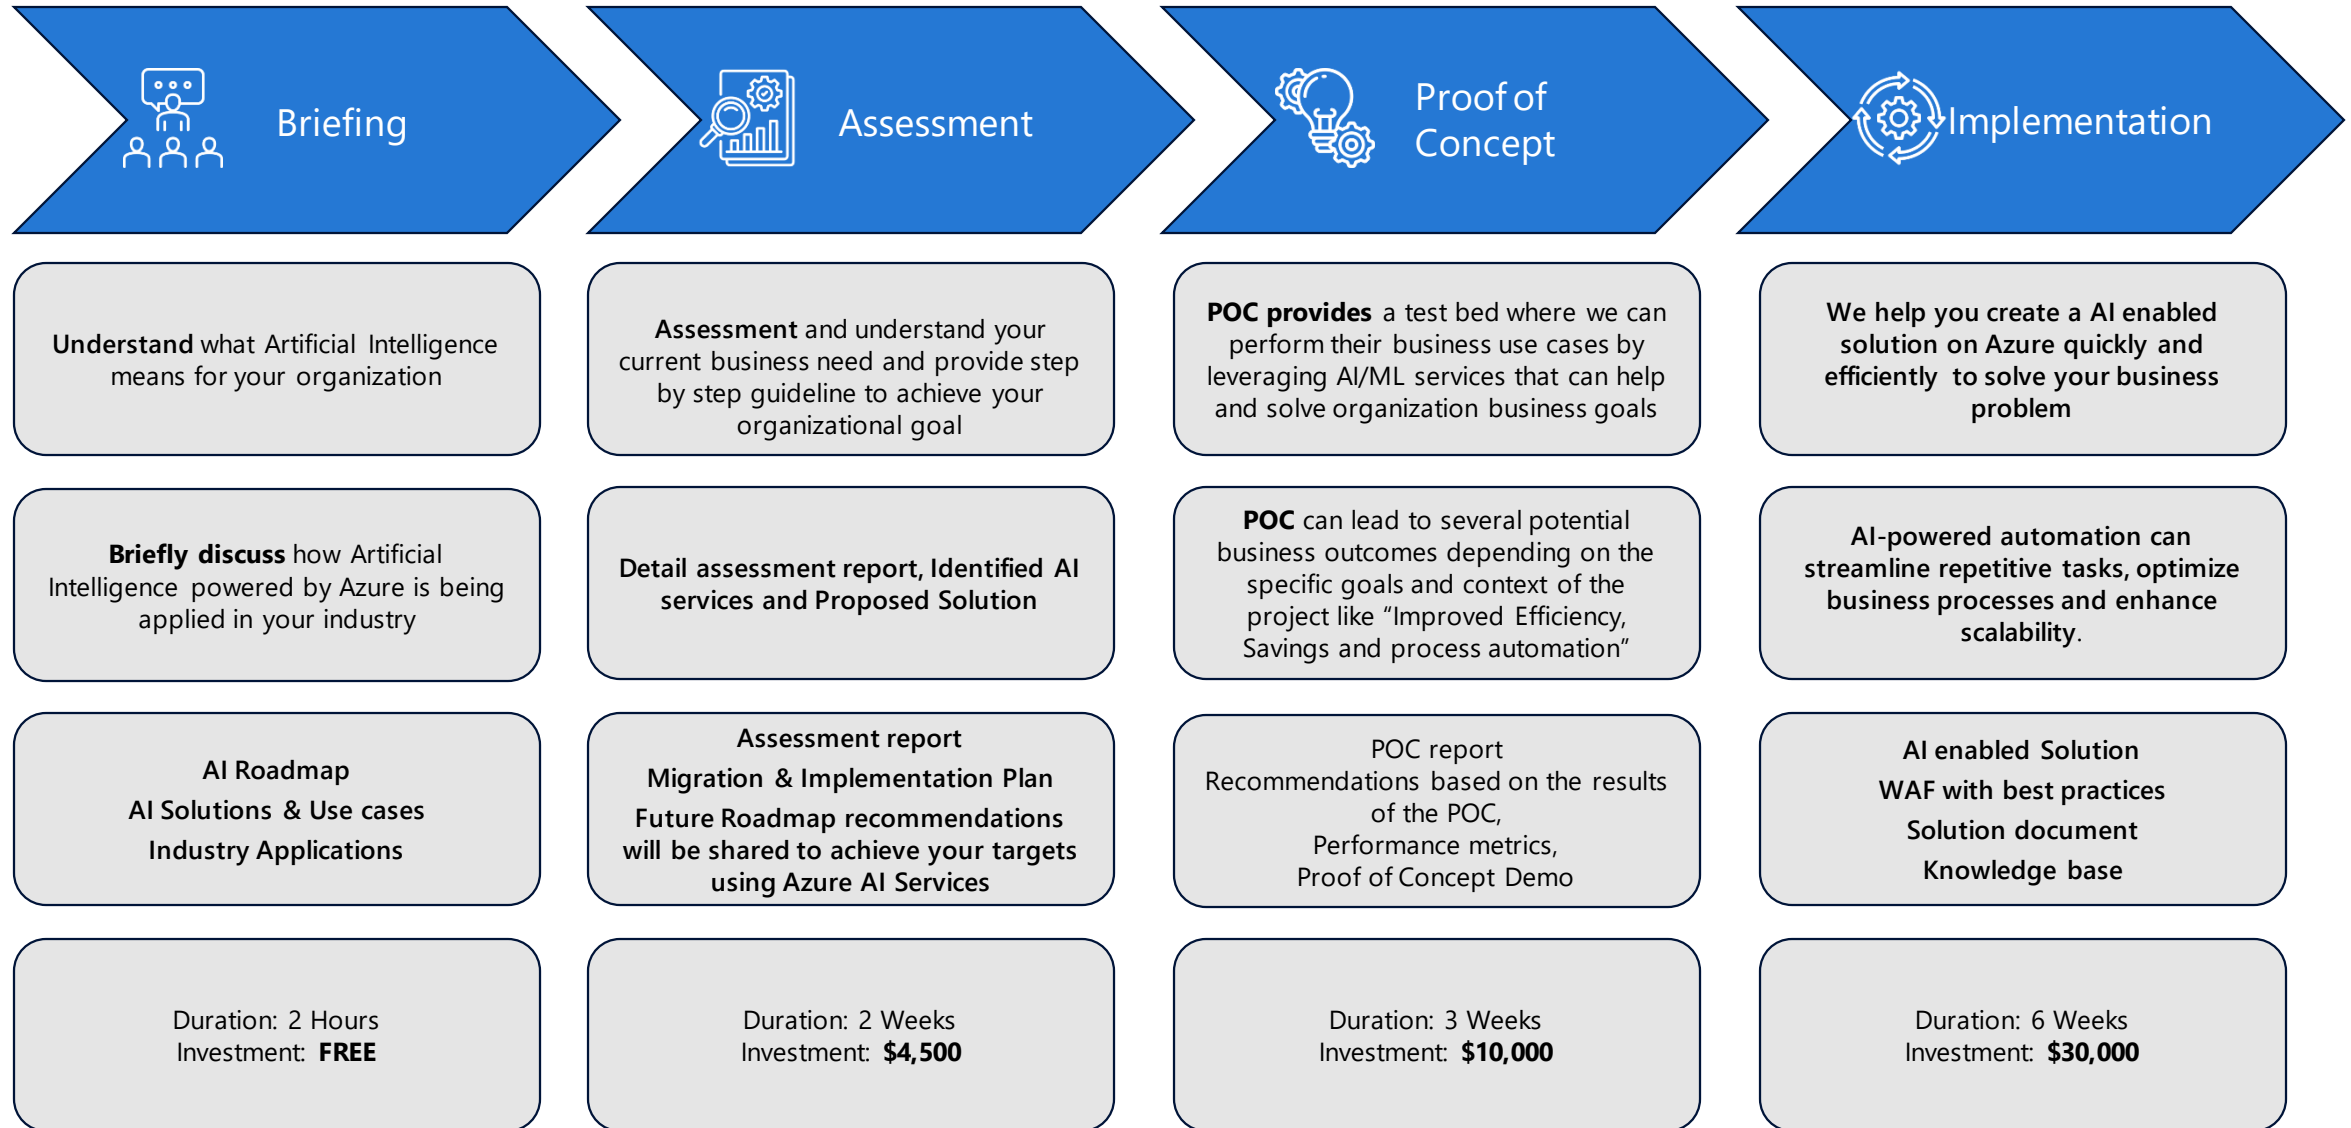 Briefing
Assessment
Proof of
Concept
Implementation
Understand what Artificial Intelligence
means for your organization
Assessment and understand your
current business need and provide step
by step guideline to achieve your
organizational goal
POC provides a test bed where we can
perform their business use cases by
leveraging AI/ML services that can help
and solve organization business goals
We help you create a AI enabled
solution on Azure quickly and
efficiently to solve your business
problem
Briefly discuss how Artificial
Intelligence powered by Azure is being
applied in your industry
Detail assessment report, Identified AI
services and Proposed Solution
POC can lead to several potential
business outcomes depending on the
specific goals and context of the
project like “Improved Efficiency,
Savings and process automation”
AI-powered automation can
streamline repetitive tasks, optimize
business processes and enhance
scalability.
AI Roadmap
AI Solutions & Use cases
Industry Applications
Assessment report
Migration & Implementation Plan
Future Roadmap recommendations
will be shared to achieve your targets
using Azure AI Services
POC report
Recommendations based on the results
of the POC,
Performance metrics,
Proof of Concept Demo
AI enabled Solution
WAF with best practices
Solution document
Knowledge base
Duration: 2 Hours
Investment: FREE
Duration: 2 Weeks
Investment: $4,500
Duration: 3 Weeks
Investment: $10,000
Duration: 6 Weeks
Investment: $30,000